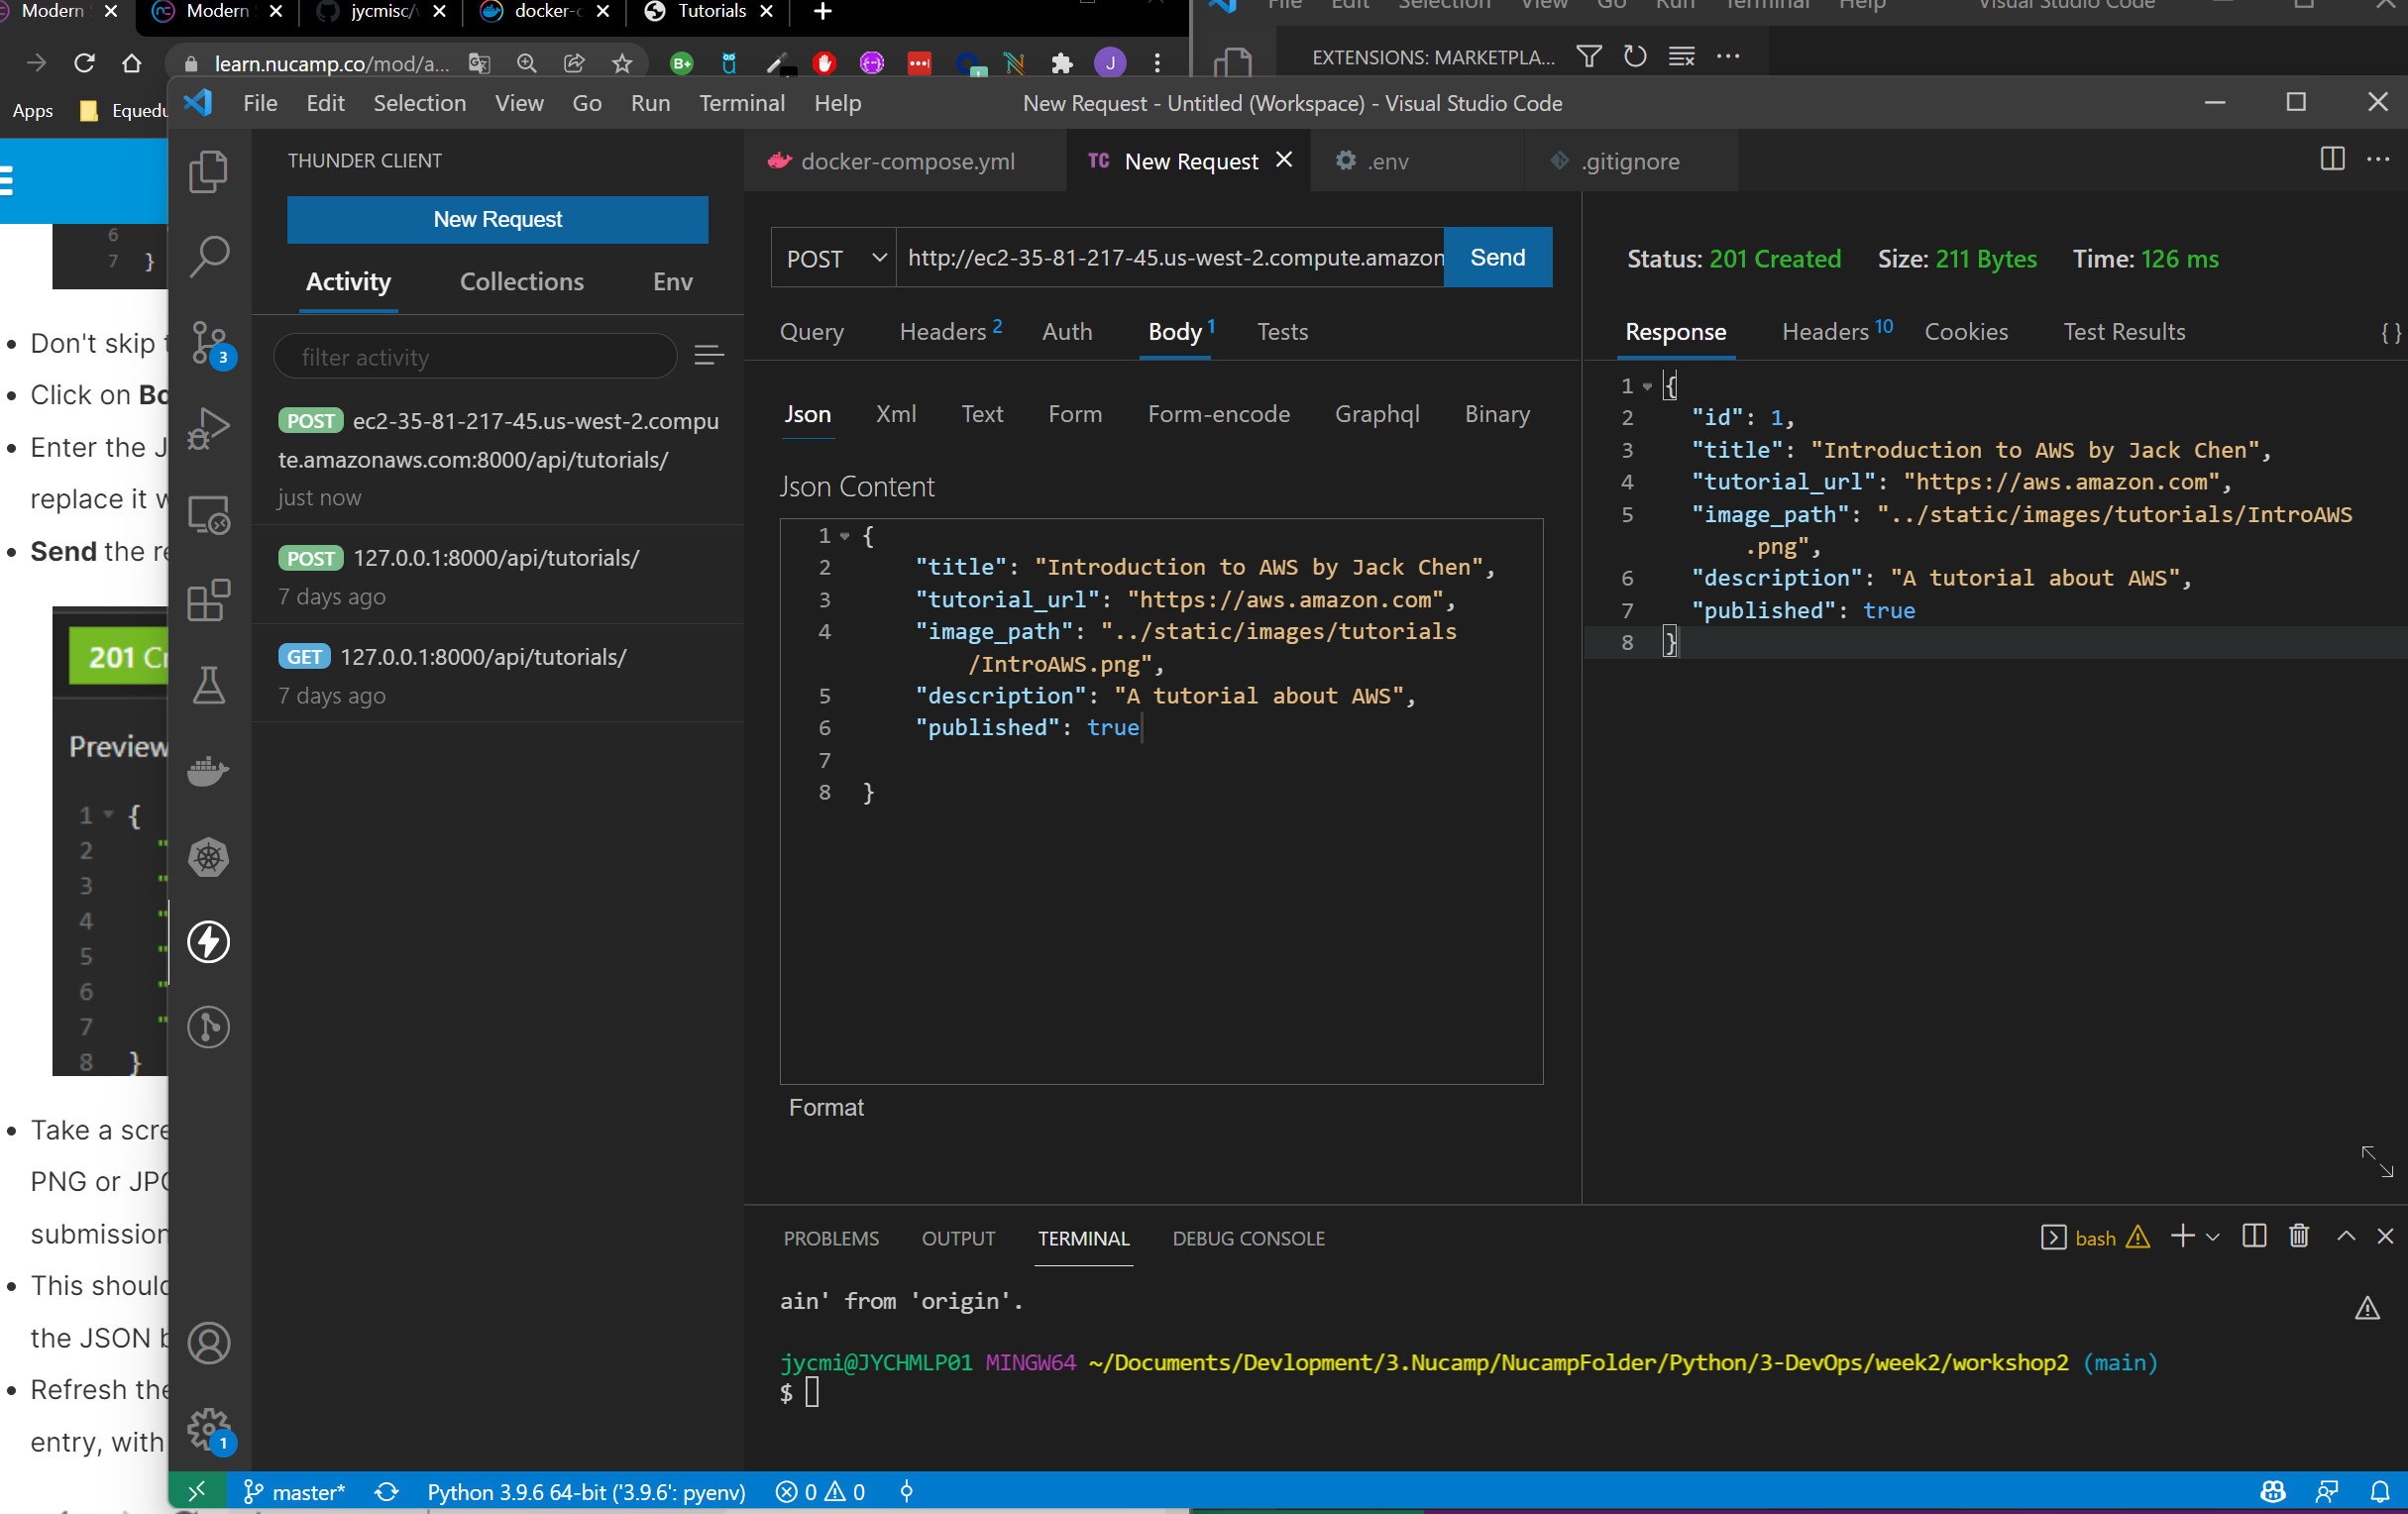 Modern
Modern
jycmisc/
docker-c
Tutorials
File Edit Selection View Go Run Terminal Help
Visual Studio Code
learn.nucamp.co/mod/a...
EXTENSIONS: MARKETPLA...
Apps
File Edit Selection View Go Run Terminal Help
New Request - Untitled (Workspace) - Visual Studio Code
THUNDER CLIENT
New Request
Activity Collections Env
filter activity
POST ec2-35-81-217-45.us-west-2.compu
te.amazonaws.com:8000/api/tutorials/
just now
POST 127.0.0.1:8000/api/tutorials/
7 days ago
GET 127.0.0.1:8000/api/tutorials/
7 days ago
3
1
docker-compose.yml
TC New Request
.env
.gitignore
POST http://ec2-35-81-217-45.us-west-2.compute.amazon Send
Query Headers 2 Auth Body 1 Tests
Json Xml Text Form Form-encode Graphql Binary
Json Content
1 {
2 "title": "Introduction to AWS by Jack Chen",
3 "tutorial_url": "https://aws.amazon.com",
4 "image_path": "../static/images/tutorials
/IntroAWS.png",
5 "description": "A tutorial about AWS",
6 "published": true
7
8 }
Format
Status: 201 Created Size: 211 Bytes Time: 126 ms
Response Headers 10 Cookies Test Results { }
1 {
2 "id": 1,
3 "title": "Introduction to AWS by Jack Chen",
4 "tutorial_url": "https://aws.amazon.com",
5 "image_path": "../static/images/tutorials/IntroAWS
.png",
6 "description": "A tutorial about AWS",
7 "published": true
8 }
PROBLEMS OUTPUT TERMINAL DEBUG CONSOLE
bash
ain' from 'origin'.
jycmi@JYCHMLP01 MINGW64 ~/Documents/Devlopment/3.Nucamp/NucampFolder/Python/3-DevOps/week2/workshop2 (main)
$
master* Python 3.9.6 64-bit ('3.9.6': pyenv) 0 0
6
7 }
Don't skip
Click on
Enter the
replace it
Send the
201
Preview
1 {
2 "
3 "
4 "
5 "
6 "
7 "
8 }
Take a
PNG or
submission
This
the JSON
Refresh the
entry, with